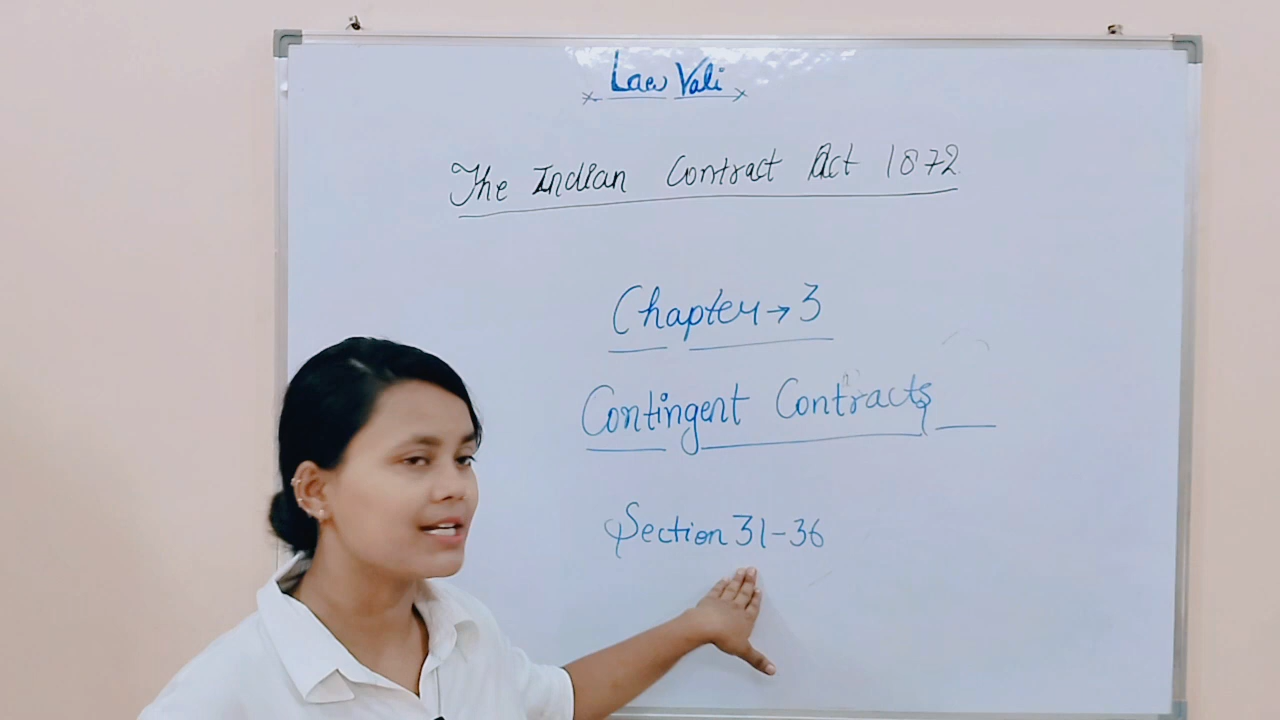 Law Vali
The Indian Contract Act 1872
Chapter → 3
Contingent Contracts
Section 31-36